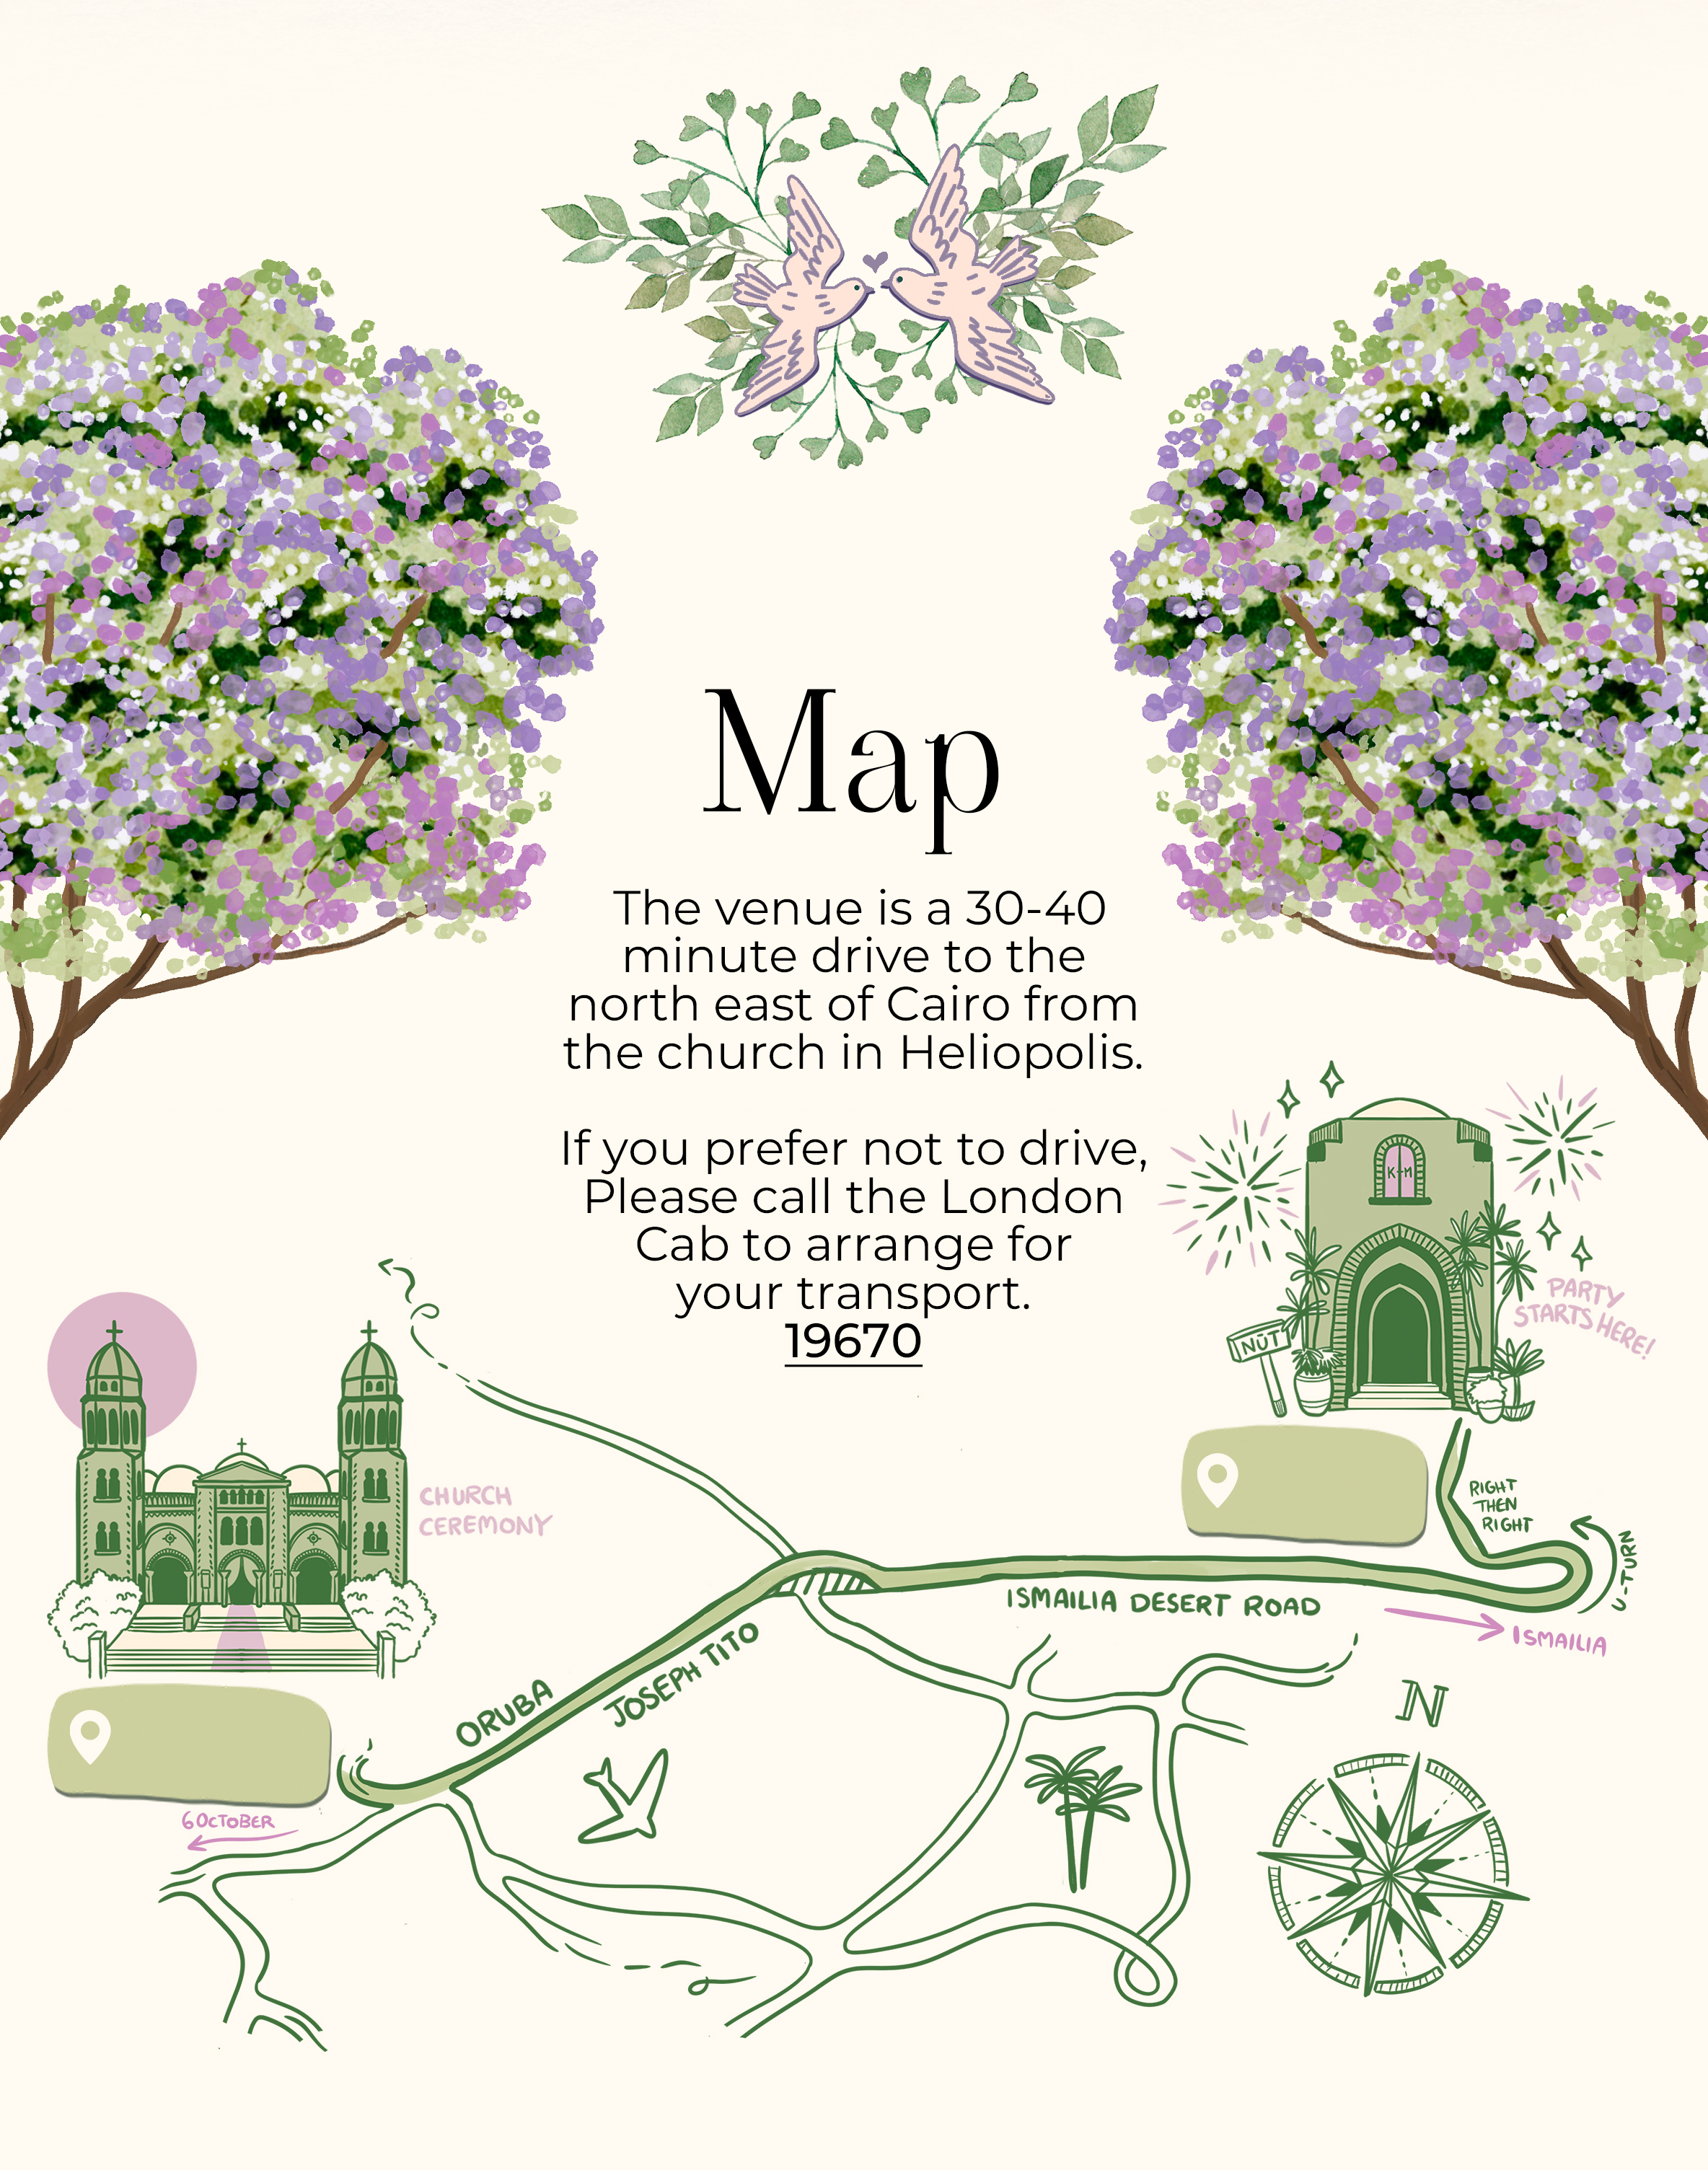 Map
The venue is a 30-40
minute drive to the
north east of Cairo from
the church in Heliopolis.
If you prefer not to drive,
Please call the London
Cab to arrange for
your transport.
19670
K+M
NŪT
PARTY
STARTS HERE!
CHURCH
CEREMONY
RIGHT
THEN
RIGHT
U-TURN
ISMAILIA DESERT ROAD
ISMAILIA
ORUBA
JOSEPH TITO
6 OCTOBER
N